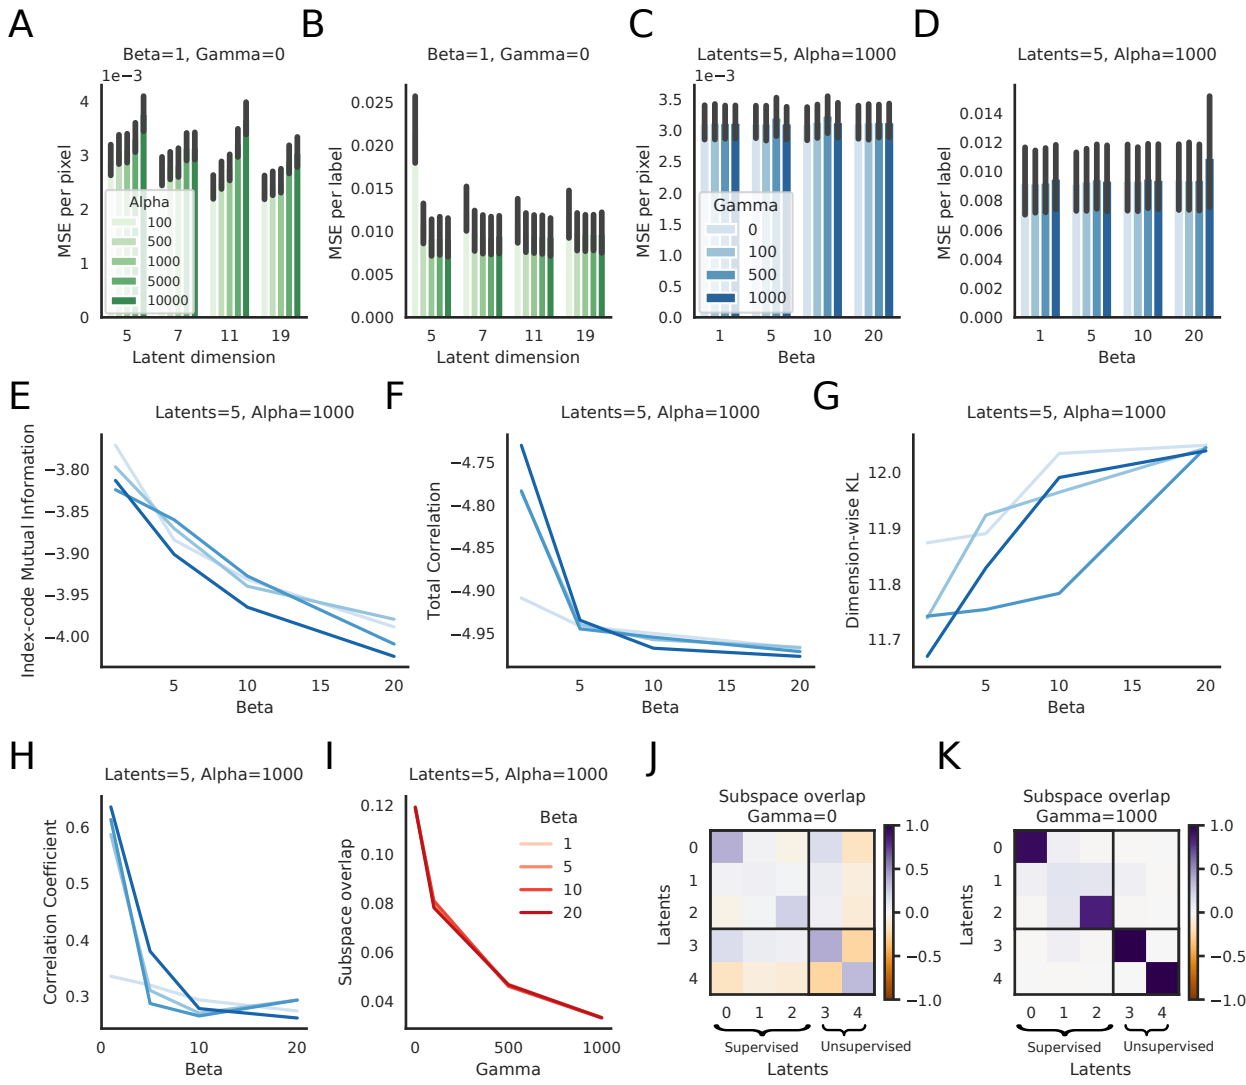 A
B
C
D
Beta=1, Gamma=0
Beta=1, Gamma=0
Latents=5, Alpha=1000
Latents=5, Alpha=1000
1e−3
MSE per pixel
4
3
2
1
0
Alpha
100
500
1000
5000
10000
5
7
11
19
Latent dimension
MSE per label
0.025
0.020
0.015
0.010
0.005
0.000
5
7
11
19
Latent dimension
1e−3
MSE per pixel
3.5
3.0
2.5
2.0
1.5
1.0
0.5
0.0
Gamma
0
100
500
1000
1
5
10
20
Beta
MSE per label
0.014
0.012
0.010
0.008
0.006
0.004
0.002
0.000
1
5
10
20
Beta
E
F
G
Latents=5, Alpha=1000
Latents=5, Alpha=1000
Latents=5, Alpha=1000
Index-code Mutual Information
−3.80
−3.85
−3.90
−3.95
−4.00
5
10
15
20
Beta
Total Correlation
−4.75
−4.80
−4.85
−4.90
−4.95
5
10
15
20
Beta
Dimension-wise KL
12.0
11.9
11.8
11.7
5
10
15
20
Beta
H
I
J
K
Latents=5, Alpha=1000
Latents=5, Alpha=1000
Correlation Coefficient
0.6
0.5
0.4
0.3
0
10
20
Beta
Subspace overlap
0.12
0.10
0.08
0.06
0.04
Beta
1
5
10
20
0
500
1000
Gamma
Subspace overlap
Gamma=0
Latents
0
1
2
3
4
0
1
2
3
4
Supervised
Unsupervised
Latents
1.0
0.5
0.0
−0.5
−1.0
Subspace overlap
Gamma=1000
Latents
0
1
2
3
4
0
1
2
3
4
Supervised
Unsupervised
Latents
1.0
0.5
0.0
−0.5
−1.0